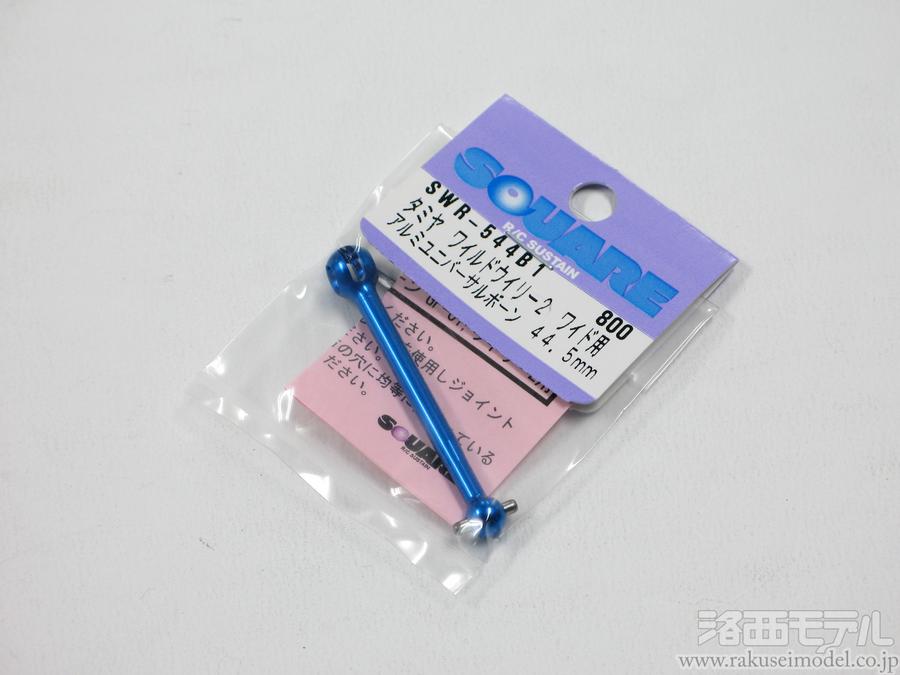 SQUARE
R/C SUSTAIN
SWR-544BT
タミヤ ワイルドウイリー2 ワイド用
アルミユニバーサルボーン 44.5mm
800
ださい。
使用しジョイント
の穴に均等に
ている
ださい。
SQUARE
R/C SUSTAIN
洛西モデル
www.rakuseimodel.co.jp